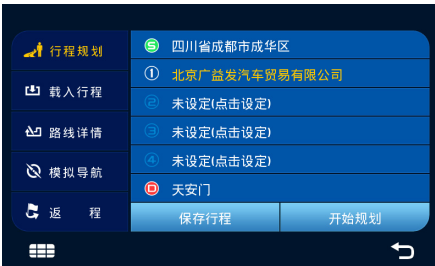 行程规划
载入行程
路线详情
模拟导航
返 程
S 四川省成都市成华区
① 北京广益发汽车贸易有限公司
② 未设定(点击设定)
③ 未设定(点击设定)
④ 未设定(点击设定)
D 天安门
保存行程 开始规划